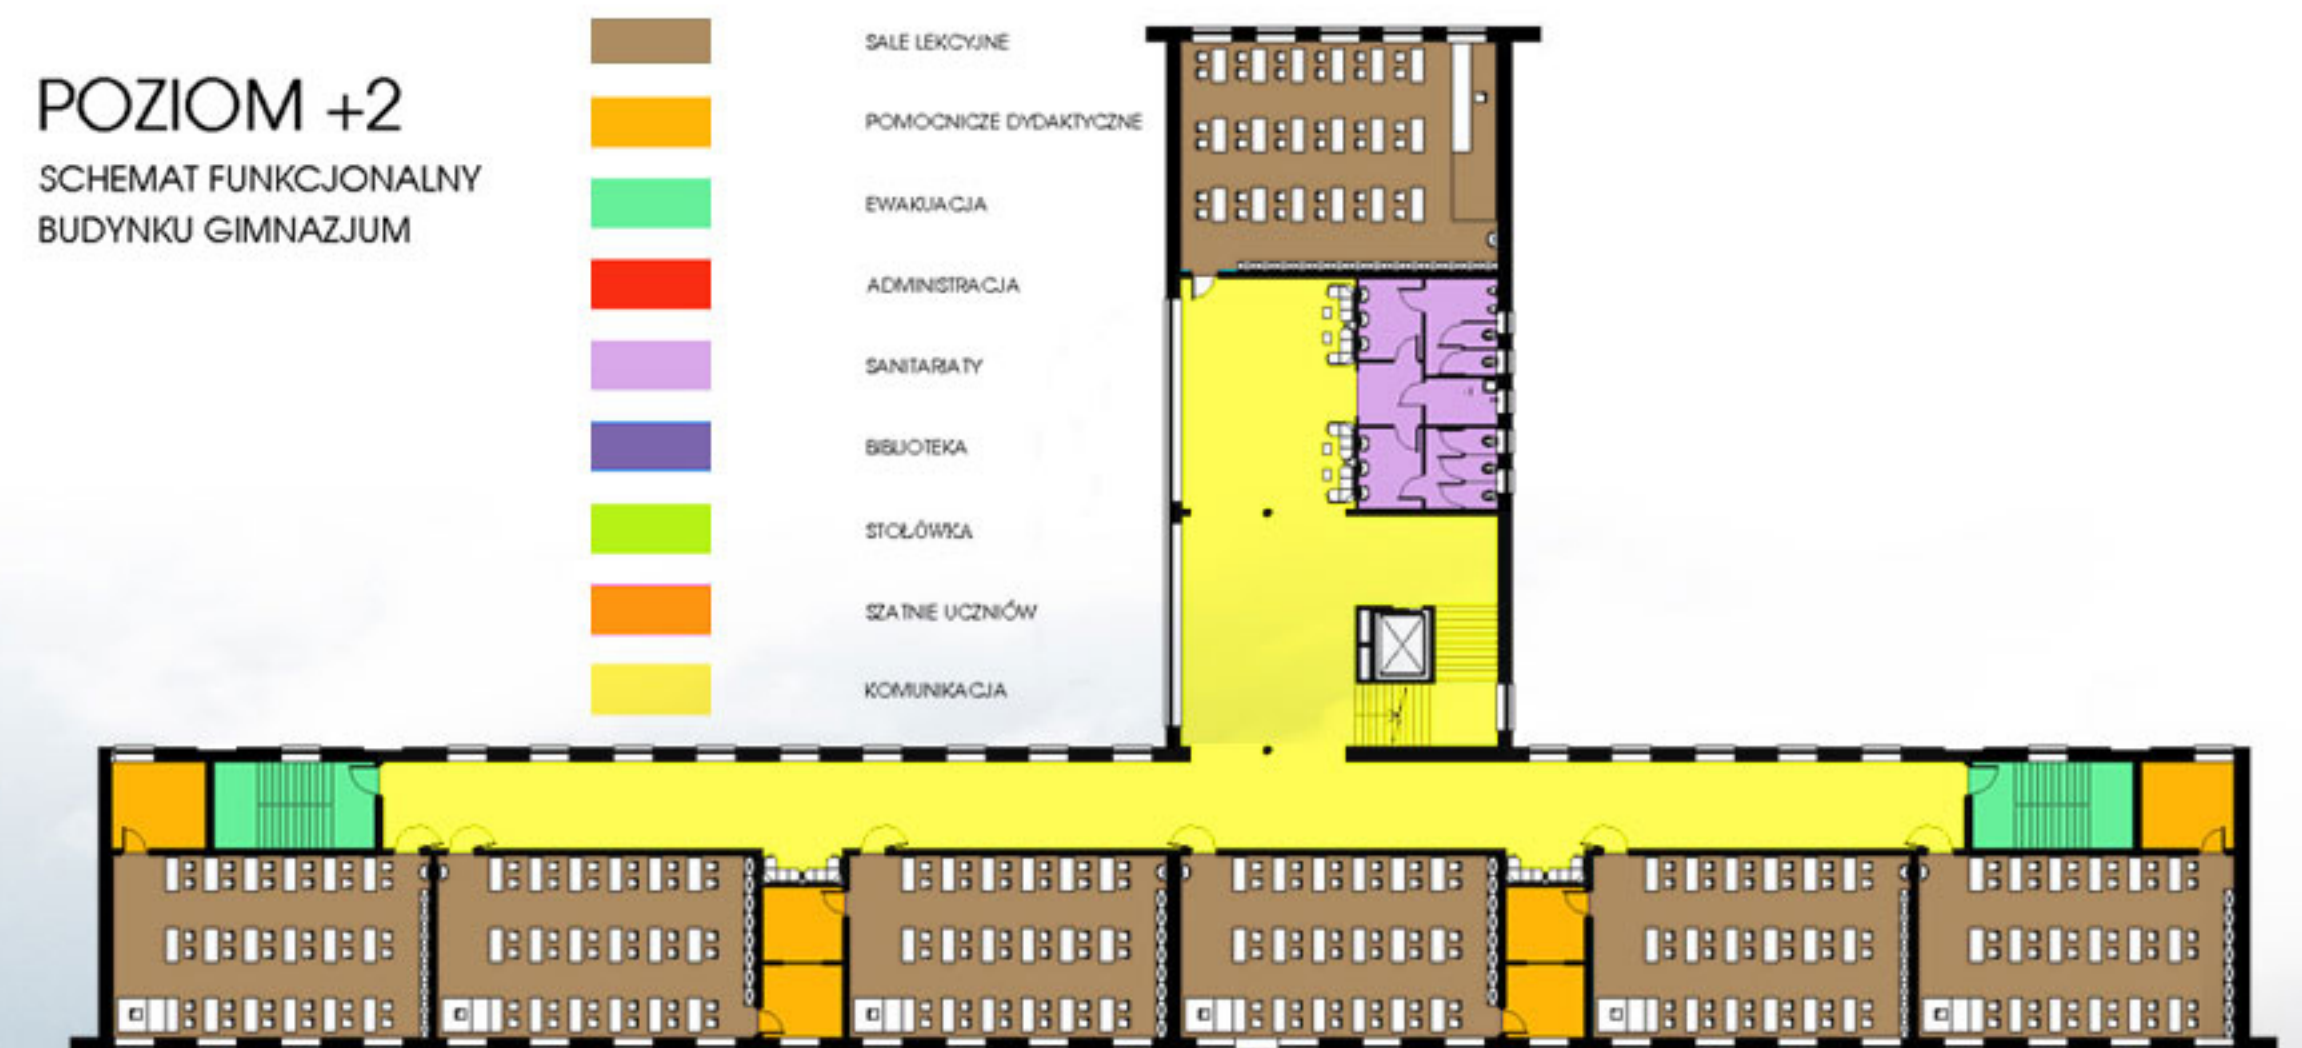 POZIOM +2
SCHEMAT FUNKCJONALNY
BUDYNKU GIMNAZJUM
SALE LEKCYJNE
POMOCNICZE DYDAKTYCZNE
EWAKUACJA
ADMINISTRACJA
SANITARIATY
BIBLIOTEKA
STOŁÓWKA
SZATNIE UCZNIÓW
KOMUNIKACJA